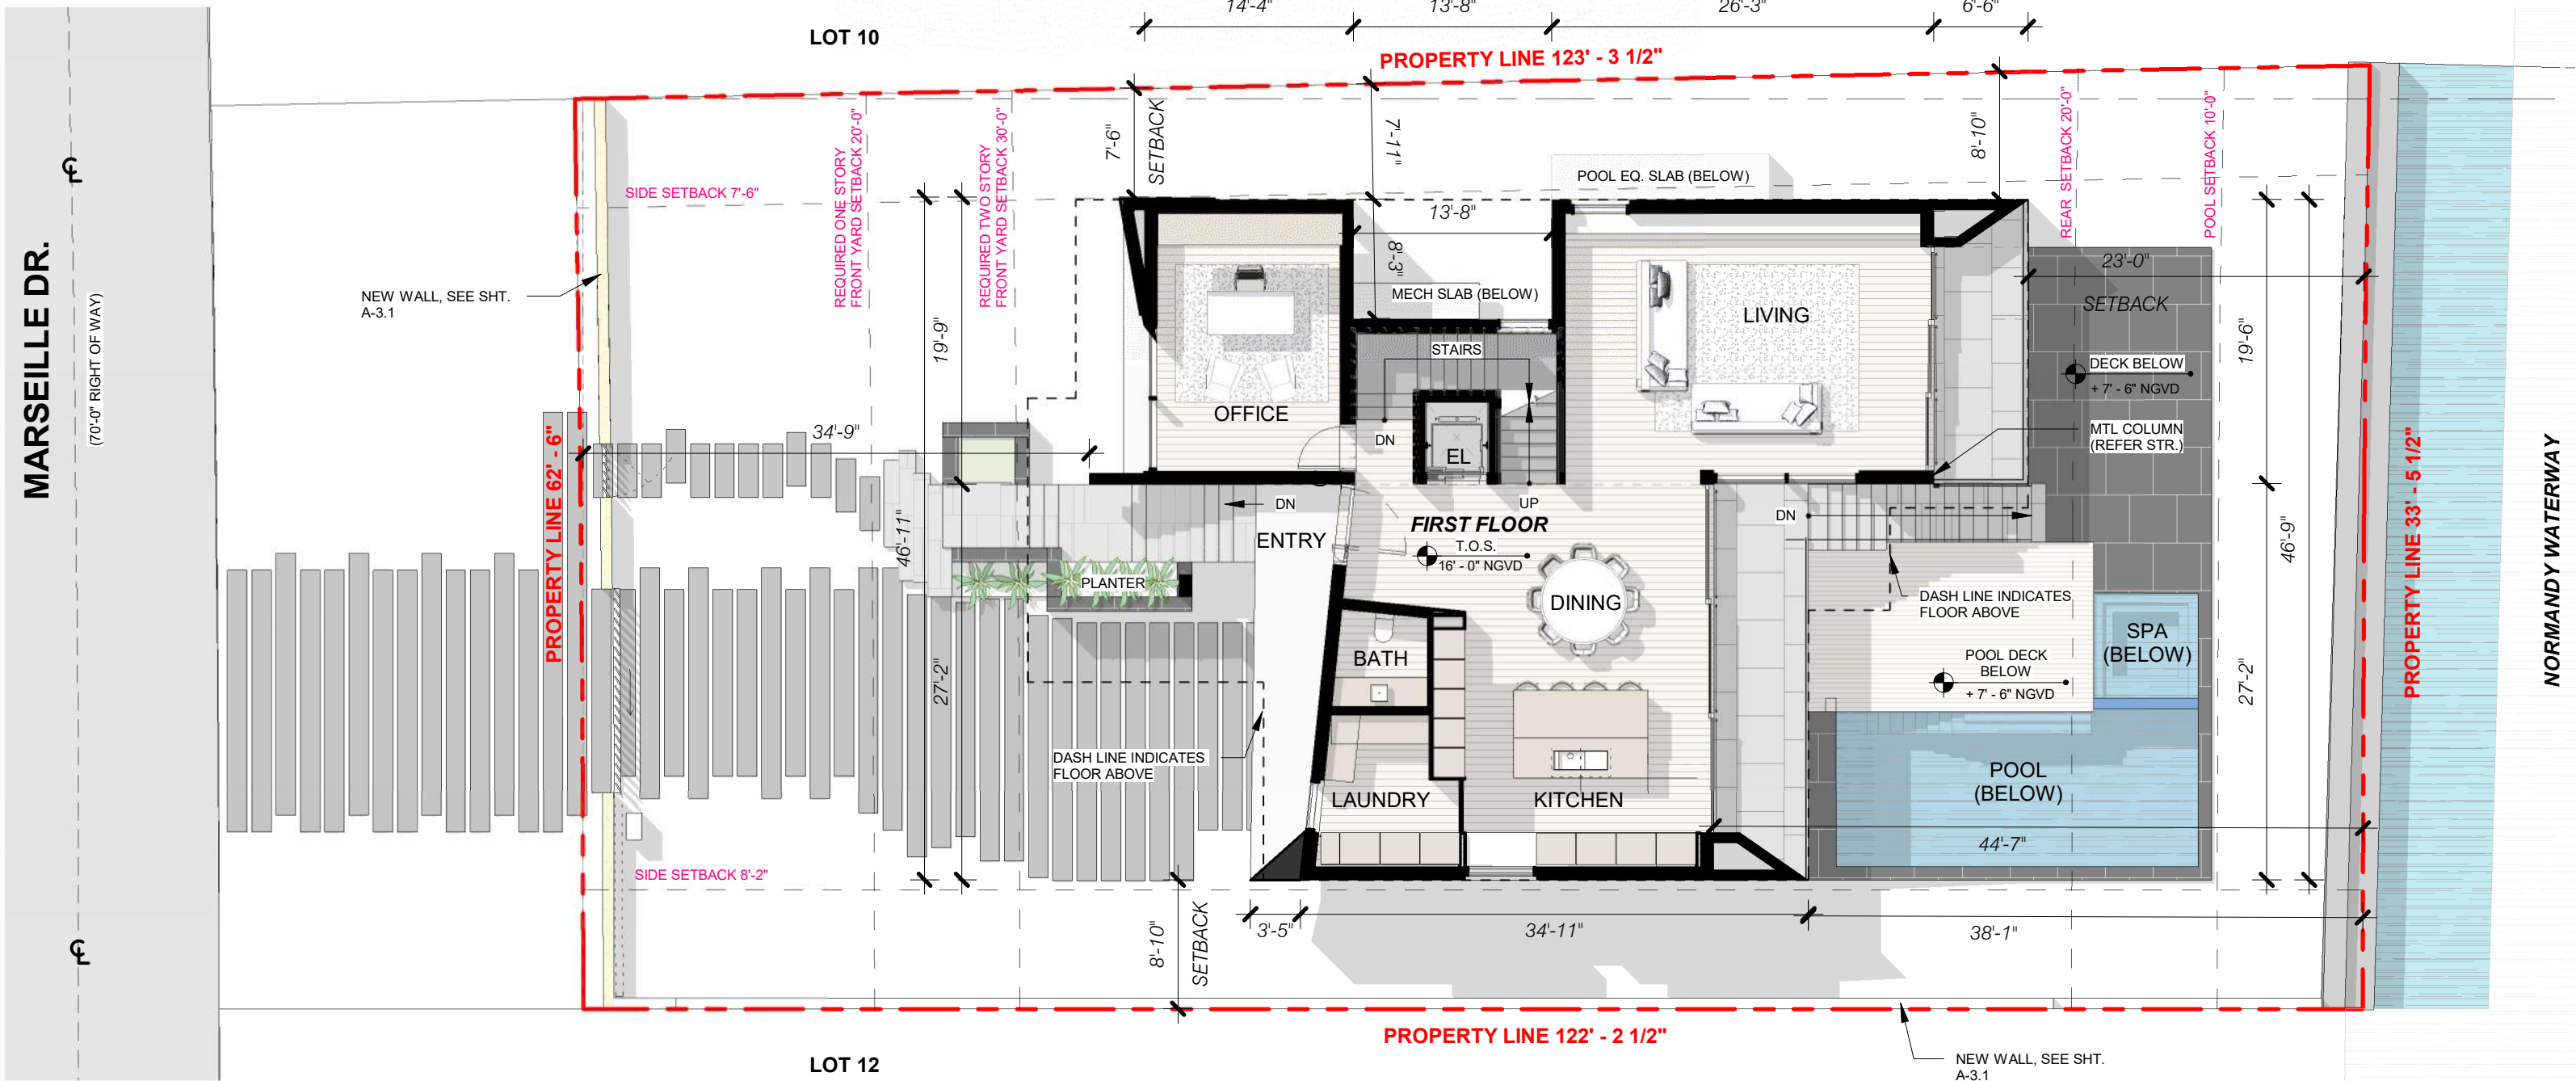 14'-4"
13'-8"
26'-3"
6'-6"
LOT 10
PROPERTY LINE 123' - 3 1/2"
MARSEILLE DR.
(70'-0" RIGHT OF WAY)
NEW WALL, SEE SHT.
A-3.1
SIDE SETBACK 7'-6"
REQUIRED ONE STORY
FRONT YARD SETBACK 20'-0"
REQUIRED TWO STORY
FRONT YARD SETBACK 30'-0"
7'-6"
SETBACK
7'-11"
8'-10"
REAR SETBACK 20'-0"
POOL SETBACK 10'-0"
POOL EQ. SLAB (BELOW)
13'-8"
8'-3"
MECH SLAB (BELOW)
19'-9"
STAIRS
LIVING
OFFICE
DN
EL
UP
23'-0"
SETBACK
19'-6"
DECK BELOW
+ 7' - 6" NGVD
MTL COLUMN
(REFER STR.)
34'-9"
PROPERTY LINE 62' - 6"
46'-11"
DN
ENTRY
FIRST FLOOR
T.O.S.
16' - 0" NGVD
DN
46'-9"
PROPERTY LINE 33' - 5 1/2"
NORMANDY WATERWAY
PLANTER
DINING
DASH LINE INDICATES
FLOOR ABOVE
SPA
(BELOW)
BATH
27'-2"
POOL DECK
BELOW
+ 7' - 6" NGVD
27'-2"
DASH LINE INDICATES
FLOOR ABOVE
LAUNDRY
KITCHEN
POOL
(BELOW)
44'-7"
SIDE SETBACK 8'-2"
8'-10"
SETBACK
3'-5"
34'-11"
38'-1"
PROPERTY LINE 122' - 2 1/2"
LOT 12
NEW WALL, SEE SHT.
A-3.1